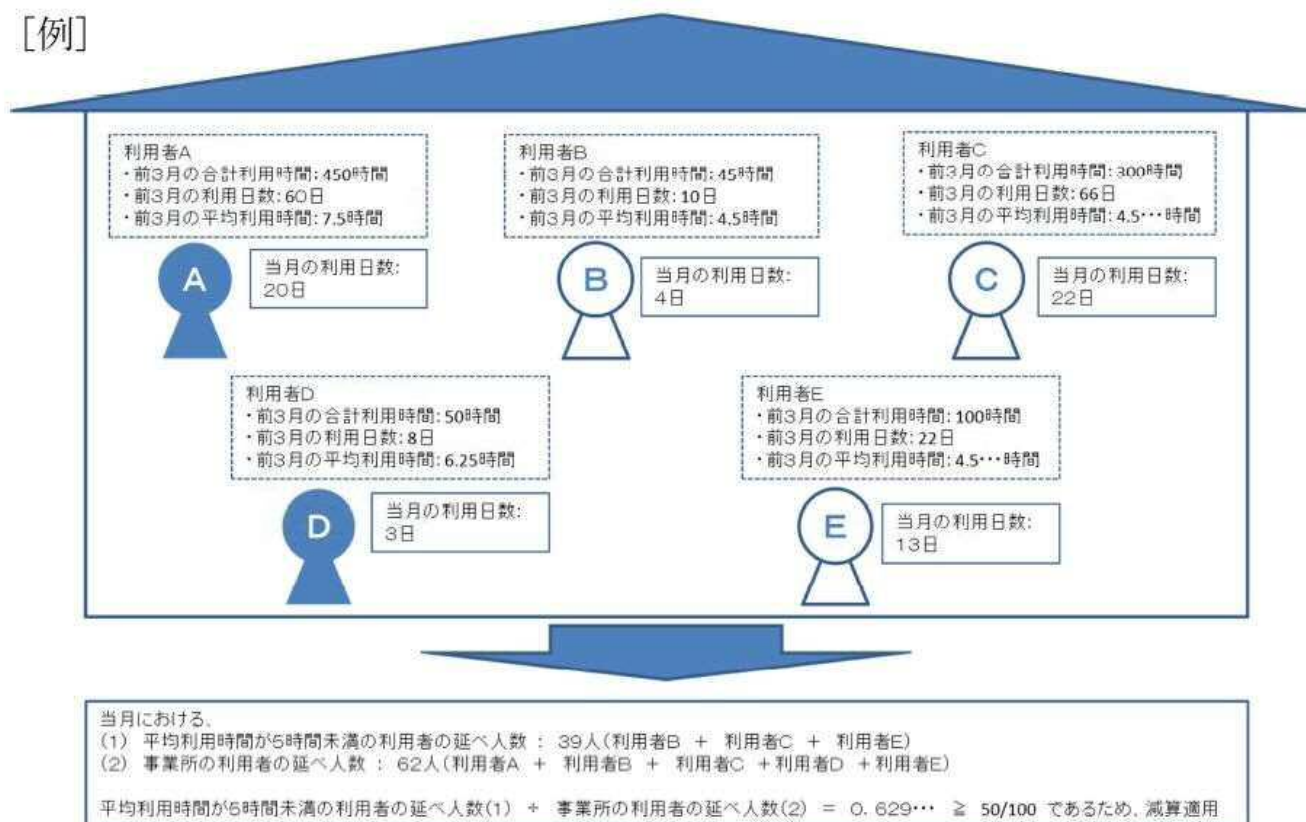 [例]
利用者A
・前3月の合計利用時間：450時間
・前3月の利用日数：60日
・前3月の平均利用時間：7.5時間
利用者B
・前3月の合計利用時間：45時間
・前3月の利用日数：10日
・前3月の平均利用時間：4.5時間
利用者C
・前3月の合計利用時間：300時間
・前3月の利用日数：66日
・前3月の平均利用時間：4.5･･･時間
A
当月の利用日数：
20日
B
当月の利用日数：
4日
C
当月の利用日数：
22日
利用者D
・前3月の合計利用時間：50時間
・前3月の利用日数：8日
・前3月の平均利用時間：6.25時間
利用者E
・前3月の合計利用時間：100時間
・前3月の利用日数：22日
・前3月の平均利用時間：4.5･･･時間
D
当月の利用日数：
3日
E
当月の利用日数：
13日
当月における、
(1) 平均利用時間が5時間未満の利用者の延べ人数 ： 39人(利用者B ＋ 利用者C ＋ 利用者E)
(2) 事業所の利用者の延べ人数 ： 62人(利用者A ＋ 利用者B ＋ 利用者C ＋利用者D ＋利用者E)
平均利用時間が5時間未満の利用者の延べ人数(1) ÷ 事業所の利用者の延べ人数(2) ＝ 0.629･･･ ≧ 50/100 であるため、減算適用